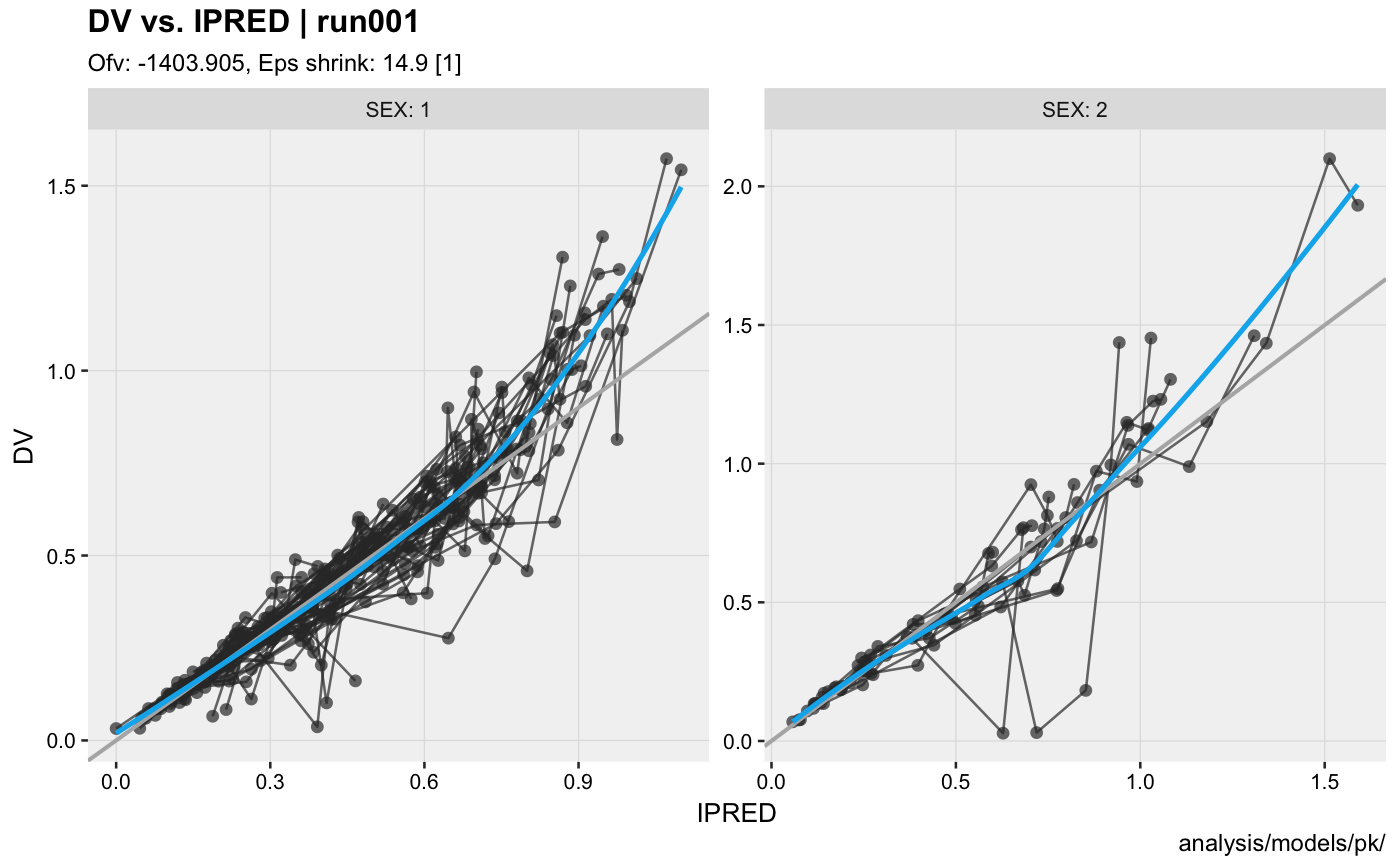 DV vs. IPRED | run001
Ofv: -1403.905, Eps shrink: 14.9 [1]
SEX: 1
SEX: 2
DV
1.5
1.0
0.5
0.0
2.0
1.5
1.0
0.5
0.0
0.0 0.3 0.6 0.9
0.0 0.5 1.0 1.5
IPRED
analysis/models/pk/